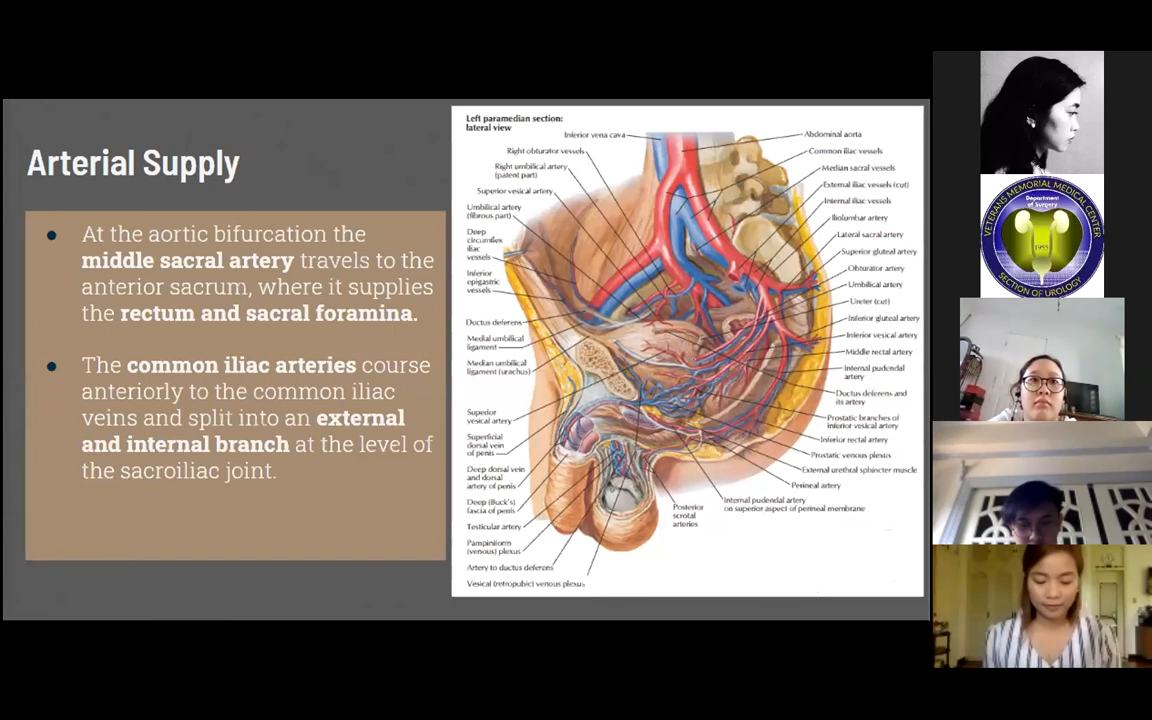 Arterial Supply
At the aortic bifurcation the
middle sacral artery travels to the
anterior sacrum, where it supplies
the rectum and sacral foramina.
The common iliac arteries course
anteriorly to the common iliac
veins and split into an external
and internal branch at the level of
the sacroiliac joint.
Left paramedian section:
lateral view
Inferior vena cava
Right obturator vessels
Right umbilical artery
(patent part)
Superior vesical artery
Umbilical artery
(fibrous part)
Deep
circumflex
iliac
vessels
Inferior
epigastric
vessels
Ductus deferens
Medial umbilical
ligament
Median umbilical
ligament (urachus)
Superior
vesical artery
Superficial
dorsal vein
of penis
Deep dorsal vein
and dorsal
artery of penis
Deep (Buck's)
fascia of penis
Testicular artery
Pampiniform
(venous) plexus
Artery to ductus deferens
Vesical (retropubic) venous plexus
Abdominal aorta
Common iliac vessels
Median sacral vessels
External iliac vessels (cut)
Internal iliac vessels
Iliolumbar artery
Lateral sacral artery
Superior gluteal artery
Obturator artery
Umbilical artery
Ureter (cut)
Inferior gluteal artery
Inferior vesical artery
Middle rectal artery
Internal pudendal
artery
Ductus deferens and
its artery
Prostatic branches of
inferior vesical artery
Inferior rectal artery
Prostatic venous plexus
External urethral sphincter muscle
Perineal artery
Internal pudendal artery
on superior aspect of perineal membrane
Posterior
scrotal
arteries
VETERANS MEMORIAL MEDICAL CENTER
Department
of Surgery
1955
SECTION OF UROLOGY